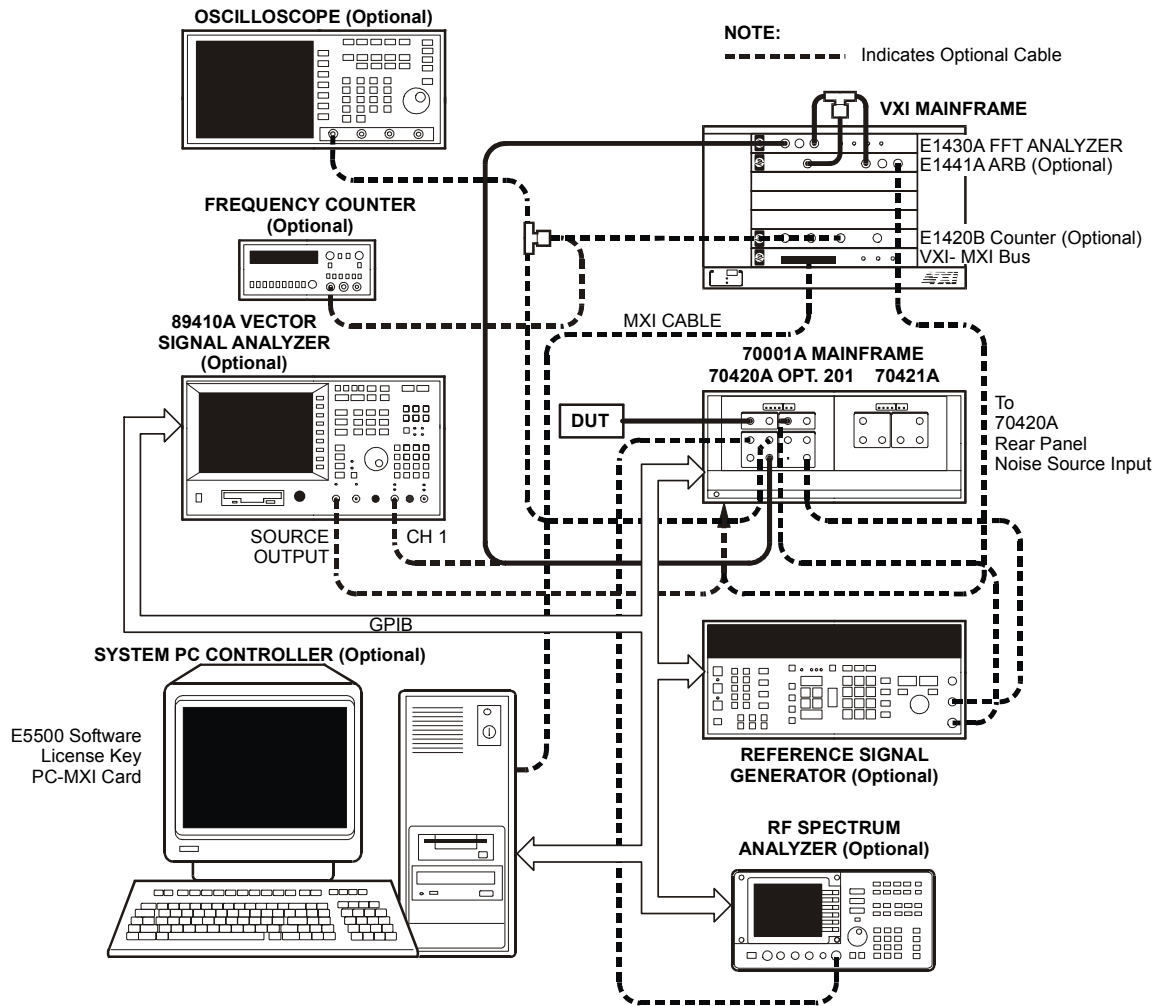 OSCILLOSCOPE (Optional)
NOTE:
Indicates Optional Cable
VXI MAINFRAME
E1430A FFT ANALYZER
E1441A ARB (Optional)
FREQUENCY COUNTER
(Optional)
E1420B Counter (Optional)
VXI- MXI Bus
VXI
MXI CABLE
89410A VECTOR
SIGNAL ANALYZER
(Optional)
70001A MAINFRAME
70420A OPT. 201 70421A
DUT
To
70420A
Rear Panel
Noise Source Input
SOURCE
OUTPUT
CH 1
GPIB
SYSTEM PC CONTROLLER (Optional)
E5500 Software
License Key
PC-MXI Card
REFERENCE SIGNAL
GENERATOR (Optional)
RF SPECTRUM
ANALYZER (Optional)